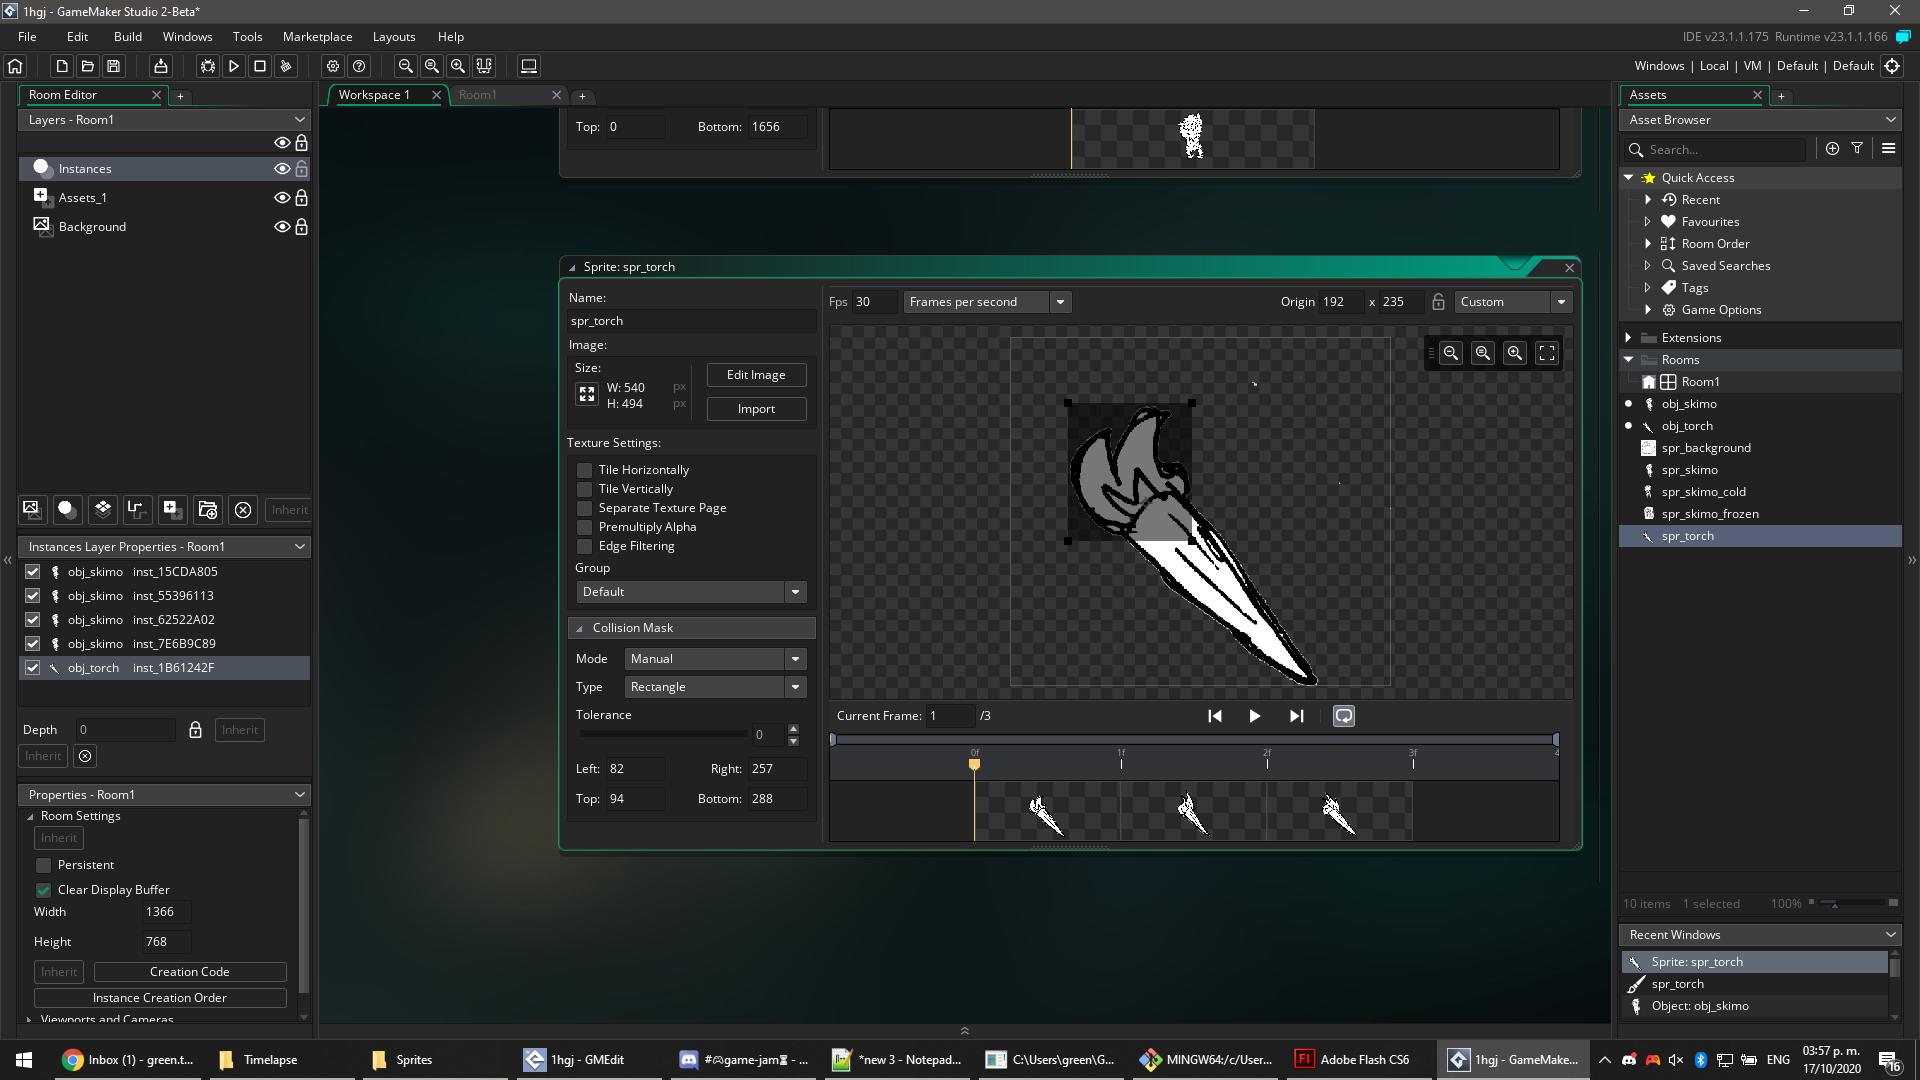 1hgj - GameMaker Studio 2-Beta*
File Edit Build Windows Tools Marketplace Layouts Help
IDE v23.1.1.175 Runtime v23.1.1.166
Windows | Local | VM | Default | Default
Room Editor
Layers - Room1
Instances
Assets_1
Background
Inherit
Instances Layer Properties - Room1
obj_skimo inst_15CDA805
obj_skimo inst_55396113
obj_skimo inst_62522A02
obj_skimo inst_7E6B9C89
obj_torch inst_1B61242F
Depth 0 Inherit
Inherit
Properties - Room1
Room Settings
Inherit
Persistent
Clear Display Buffer
Width 1366
Height 768
Inherit Creation Code
Instance Creation Order
Viewports and Cameras
Workspace 1
Room1
Top: 0 Bottom: 1656
Sprite: spr_torch
Name:
spr_torch
Image:
Size:
W: 540 px
H: 494 px
Edit Image
Import
Texture Settings:
Tile Horizontally
Tile Vertically
Separate Texture Page
Premultiply Alpha
Edge Filtering
Group
Default
Collision Mask
Mode Manual
Type Rectangle
Tolerance
0
Left: 82 Right: 257
Top: 94 Bottom: 288
Fps 30 Frames per second
Origin 192 x 235 Custom
Current Frame: 1 /3
0f 1f 2f 3f 4
Assets
Asset Browser
Search...
Quick Access
Recent
Favourites
Room Order
Saved Searches
Tags
Game Options
Extensions
Rooms
Room1
obj_skimo
obj_torch
spr_background
spr_skimo
spr_skimo_cold
spr_skimo_frozen
spr_torch
10 items 1 selected 100%
Recent Windows
Sprite: spr_torch
spr_torch
Object: obj_skimo
Inbox (1) - green.t...
Timelapse
Sprites
1hgj - GMEdit
#🎮game-jam⏳ - ...
*new 3 - Notepad...
C:\Users\green\G...
MINGW64:/c/User...
Fl Adobe Flash CS6
1hgj - GameMake...
ENG
03:57 p. m.
17/10/2020
16